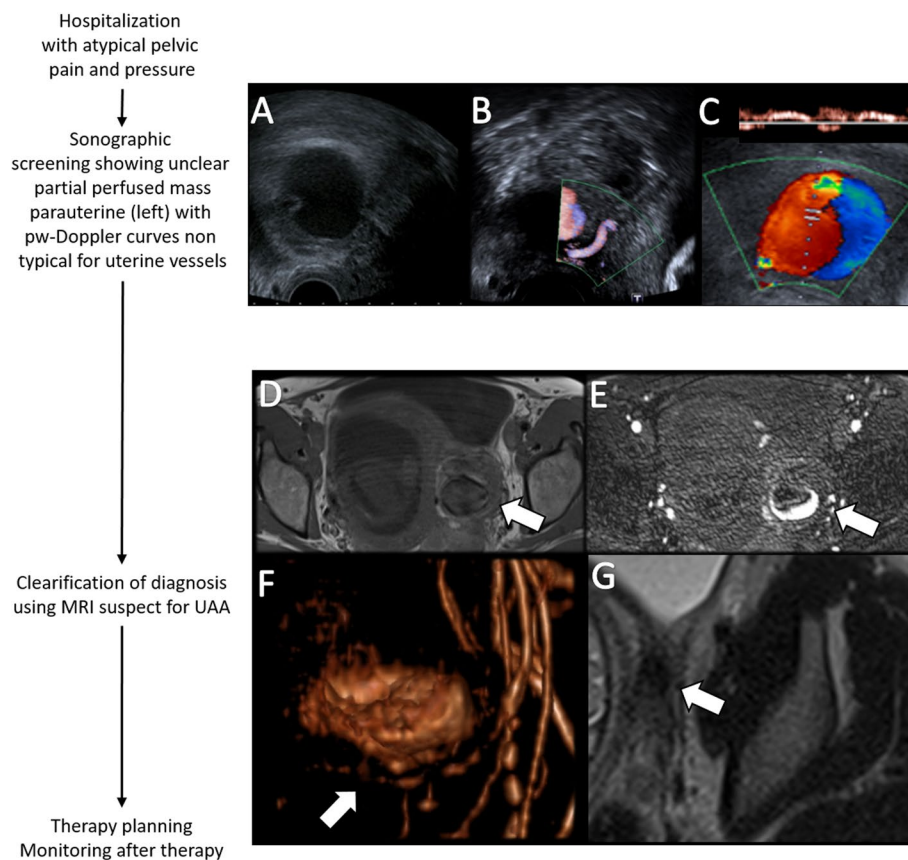 Hospitalization
with atypical pelvic
pain and pressure
Sonographic
screening showing unclear
partial perfused mass
parauterine (left) with
pw-Doppler curves non
typical for uterine vessels
A
B
C
T
Clearification of diagnosis
using MRI suspect for UAA
D
E
F
G
Therapy planning
Monitoring after therapy